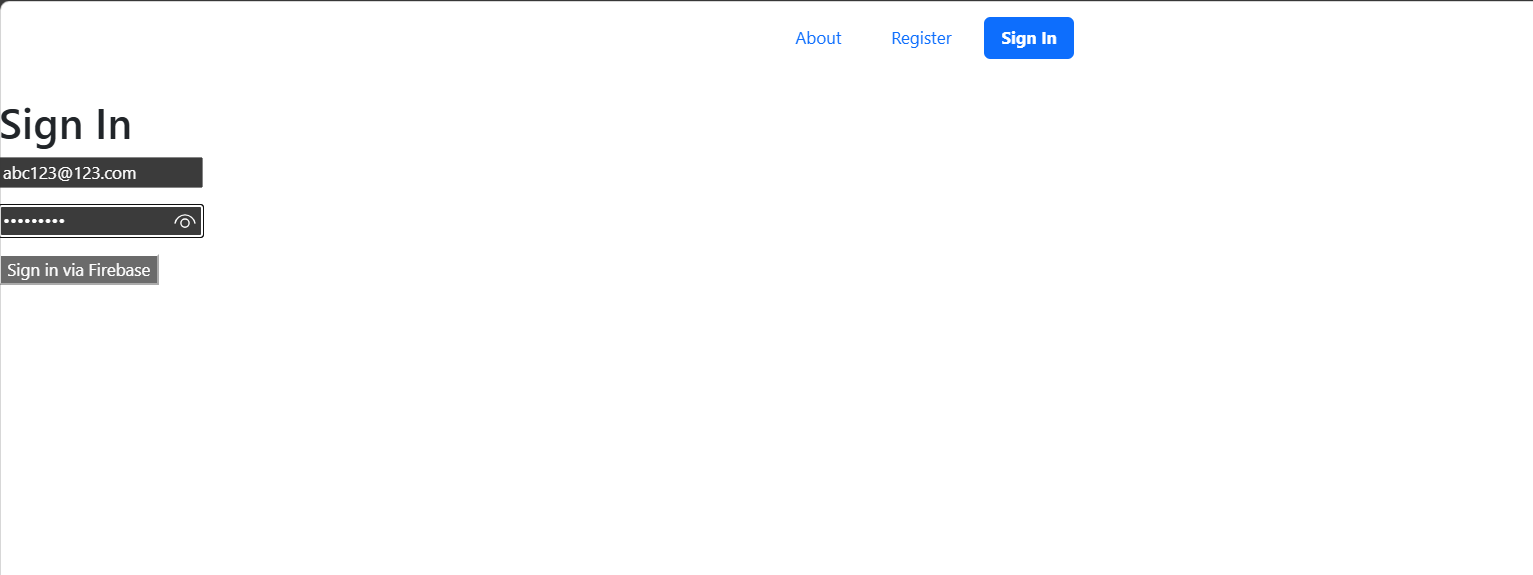 About Register Sign In
Sign In
abc123@123.com
•••••••••
Sign in via Firebase